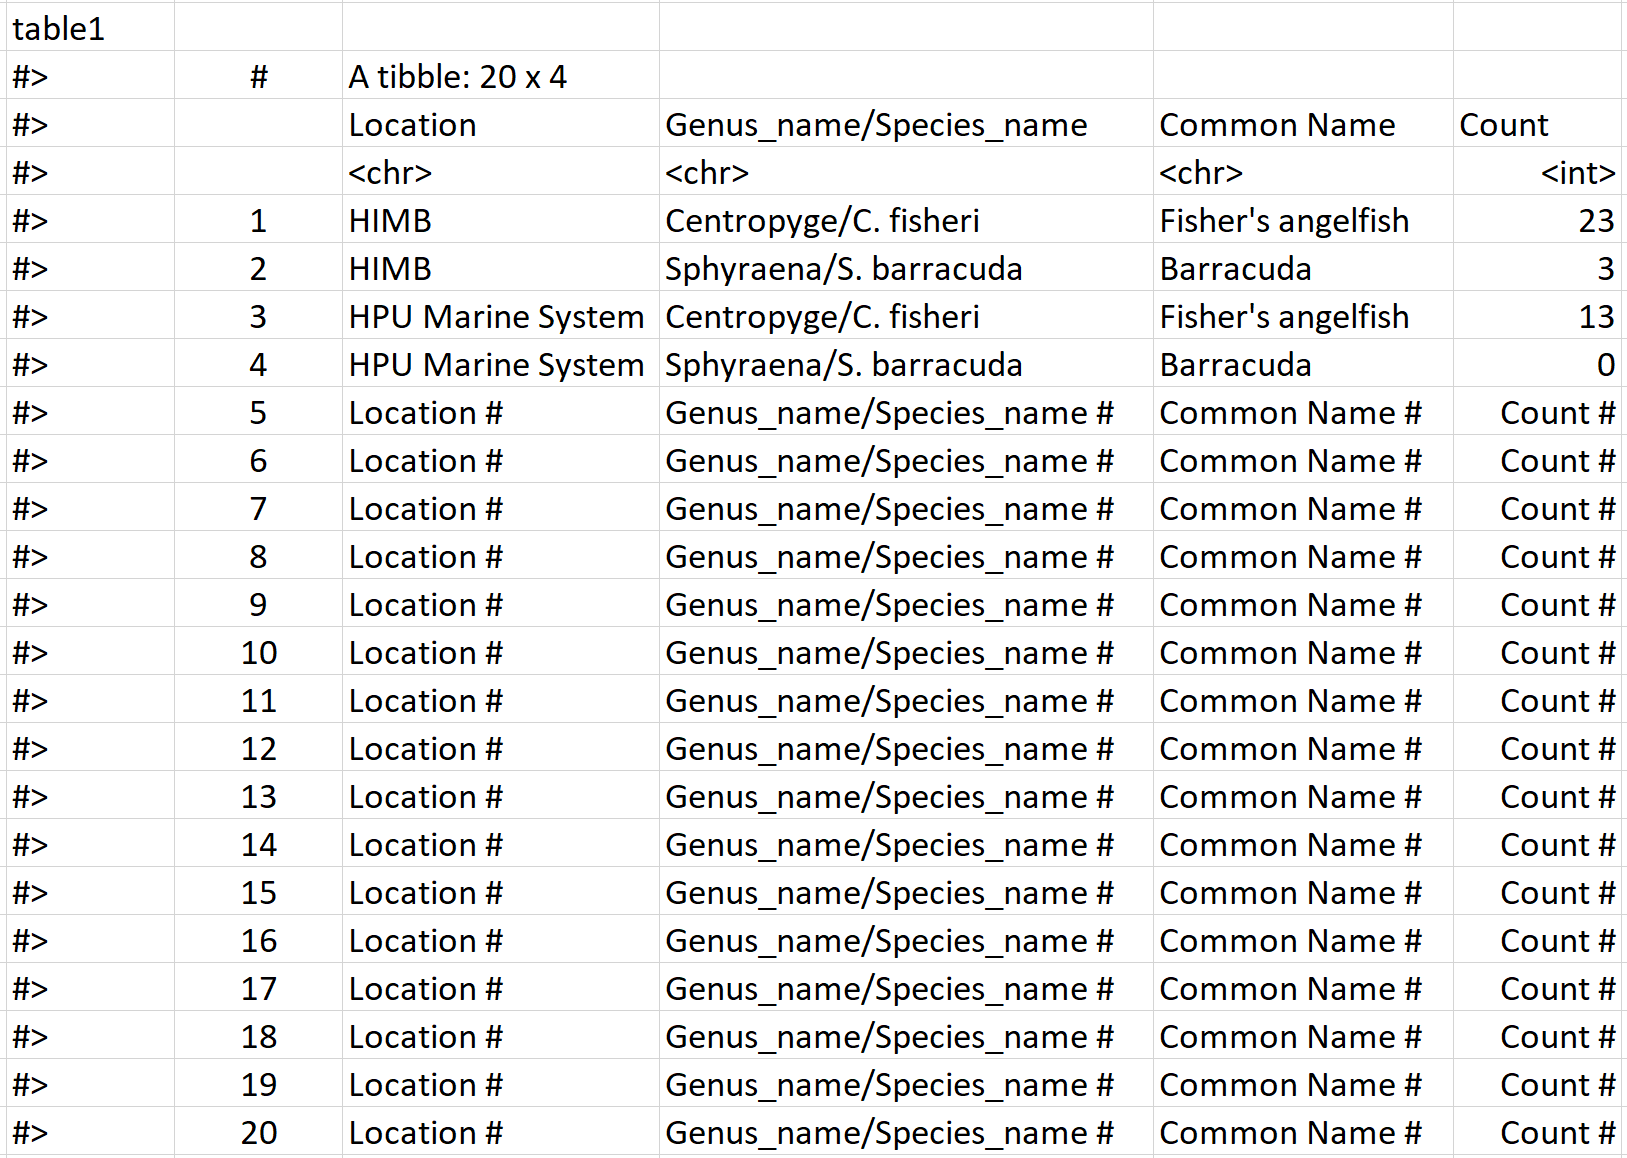 table1
#> # A tibble: 20 x 4
#> Location Genus_name/Species_name Common Name Count
#> <chr> <chr> <chr> <int>
#> 1 HIMB Centropyge/C. fisheri Fisher's angelfish 23
#> 2 HIMB Sphyraena/S. barracuda Barracuda 3
#> 3 HPU Marine System Centropyge/C. fisheri Fisher's angelfish 13
#> 4 HPU Marine System Sphyraena/S. barracuda Barracuda 0
#> 5 Location # Genus_name/Species_name # Common Name # Count #
#> 6 Location # Genus_name/Species_name # Common Name # Count #
#> 7 Location # Genus_name/Species_name # Common Name # Count #
#> 8 Location # Genus_name/Species_name # Common Name # Count #
#> 9 Location # Genus_name/Species_name # Common Name # Count #
#> 10 Location # Genus_name/Species_name # Common Name # Count #
#> 11 Location # Genus_name/Species_name # Common Name # Count #
#> 12 Location # Genus_name/Species_name # Common Name # Count #
#> 13 Location # Genus_name/Species_name # Common Name # Count #
#> 14 Location # Genus_name/Species_name # Common Name # Count #
#> 15 Location # Genus_name/Species_name # Common Name # Count #
#> 16 Location # Genus_name/Species_name # Common Name # Count #
#> 17 Location # Genus_name/Species_name # Common Name # Count #
#> 18 Location # Genus_name/Species_name # Common Name # Count #
#> 19 Location # Genus_name/Species_name # Common Name # Count #
#> 20 Location # Genus_name/Species_name # Common Name # Count #